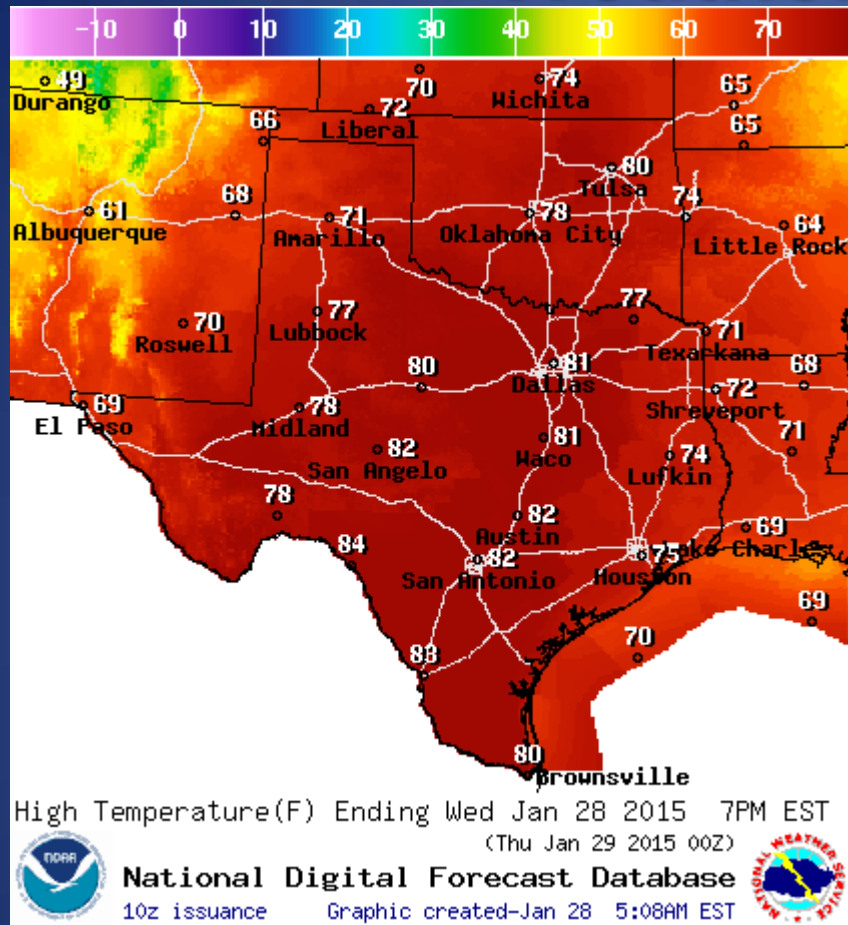 -10 0 10 20 30 40 50 60 70
49 Durango
70
74 Wichita
65
72 Liberal
66
65
80 Tulsa
61 Albuquerque
68
71 Amarillo
78 Oklahoma City
74
64 Little Rock
70 Roswell
77 Lubbock
77
71 Texarkana
80
81 Dallas
68
69 El Paso
78 Midland
72 Shreveport
82 San Angelo
81 Waco
74 Lufkin
71
78
82 Austin
69 Lake Charles
84
82 San Antonio
75 Houston
69
70
83
80 Brownsville
High Temperature(F) Ending Wed Jan 28 2015 7PM EST
(Thu Jan 29 2015 00Z)
NOAA
National Digital Forecast Database
10z issuance Graphic created-Jan 28 5:08AM EST
NATIONAL WEATHER SERVICE